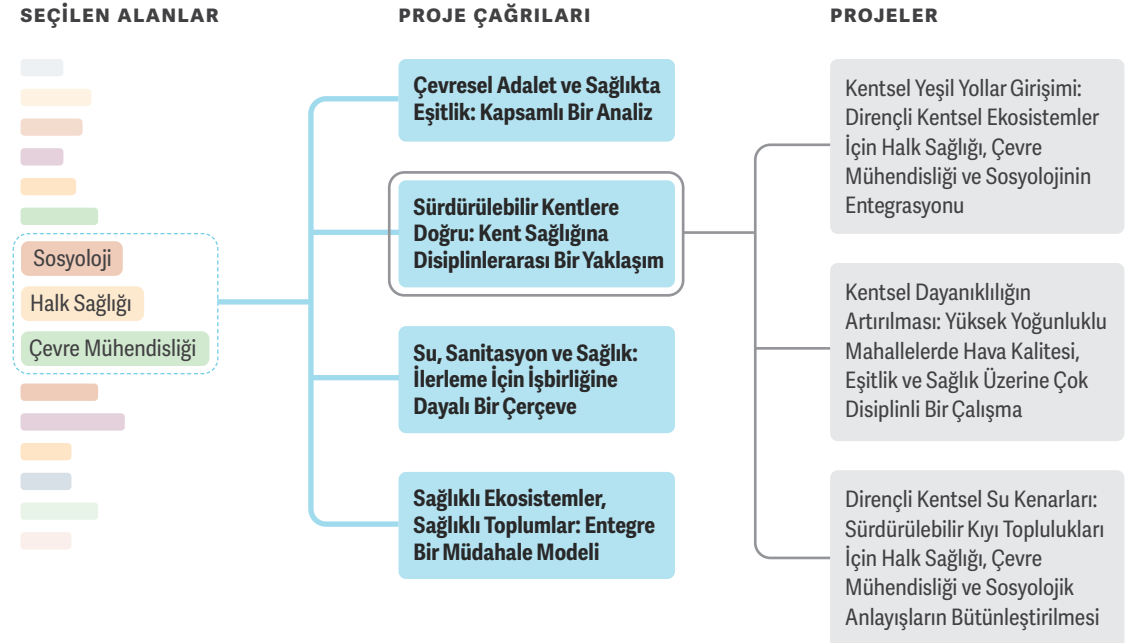 SEÇİLEN ALANLAR
Sosyoloji
Halk Sağlığı
Çevre Mühendisliği
PROJE ÇAĞRILARI
Çevresel Adalet ve Sağlıkta
Eşitlik: Kapsamlı Bir Analiz
Sürdürülebilir Kentlere
Doğru: Kent Sağlığına
Disiplinlerarası Bir Yaklaşım
Su, Sanitasyon ve Sağlık:
İlerleme İçin İşbirliğine
Dayalı Bir Çerçeve
Sağlıklı Ekosistemler,
Sağlıklı Toplumlar: Entegre
Bir Müdahale Modeli
PROJELER
Kentsel Yeşil Yollar Girişimi:
Dirençli Kentsel Ekosistemler
İçin Halk Sağlığı, Çevre
Mühendisliği ve Sosyolojinin
Entegrasyonu
Kentsel Dayanıklılığın
Artırılması: Yüksek Yoğunluklu
Mahallelerde Hava Kalitesi,
Eşitlik ve Sağlık Üzerine Çok
Disiplinli Bir Çalışma
Dirençli Kentsel Su Kenarları:
Sürdürülebilir Kıyı Toplulukları
İçin Halk Sağlığı, Çevre
Mühendisliği ve Sosyolojik
Anlayışların Bütünleştirilmesi